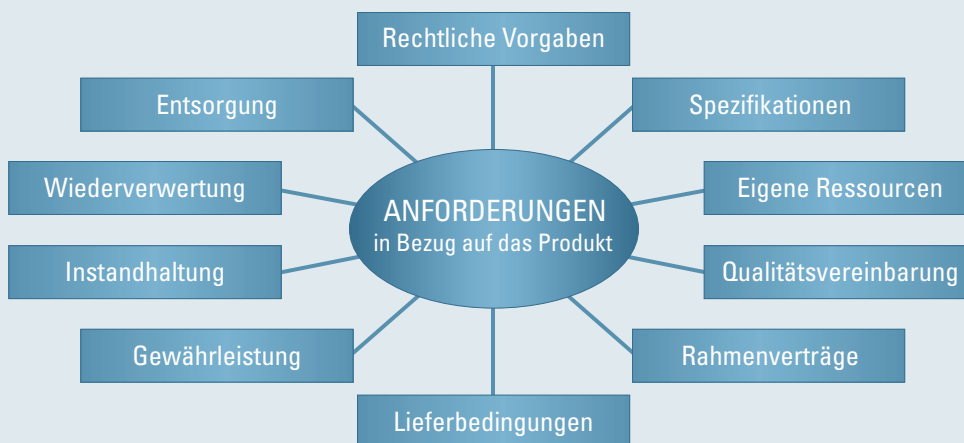 Rechtliche Vorgaben
Entsorgung
Spezifikationen
Wiederverwertung
Eigene Ressourcen
ANFORDERUNGEN
in Bezug auf das Produkt
Instandhaltung
Qualitätsvereinbarung
Gewährleistung
Rahmenverträge
Lieferbedingungen